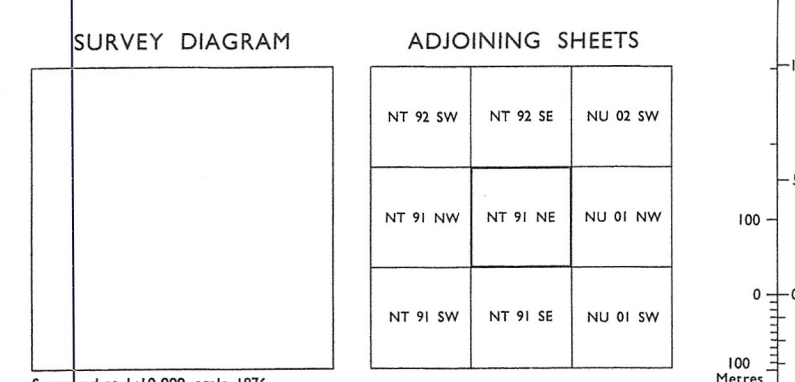 SURVEY DIAGRAM
ADJOINING SHEETS
NT 92 SW
NT 92 SE
NU 02 SW
NT 91 NW
NT 91 NE
NU 01 NW
NT 91 SW
NT 91 SE
NU 01 SW
100
0
100
Metres